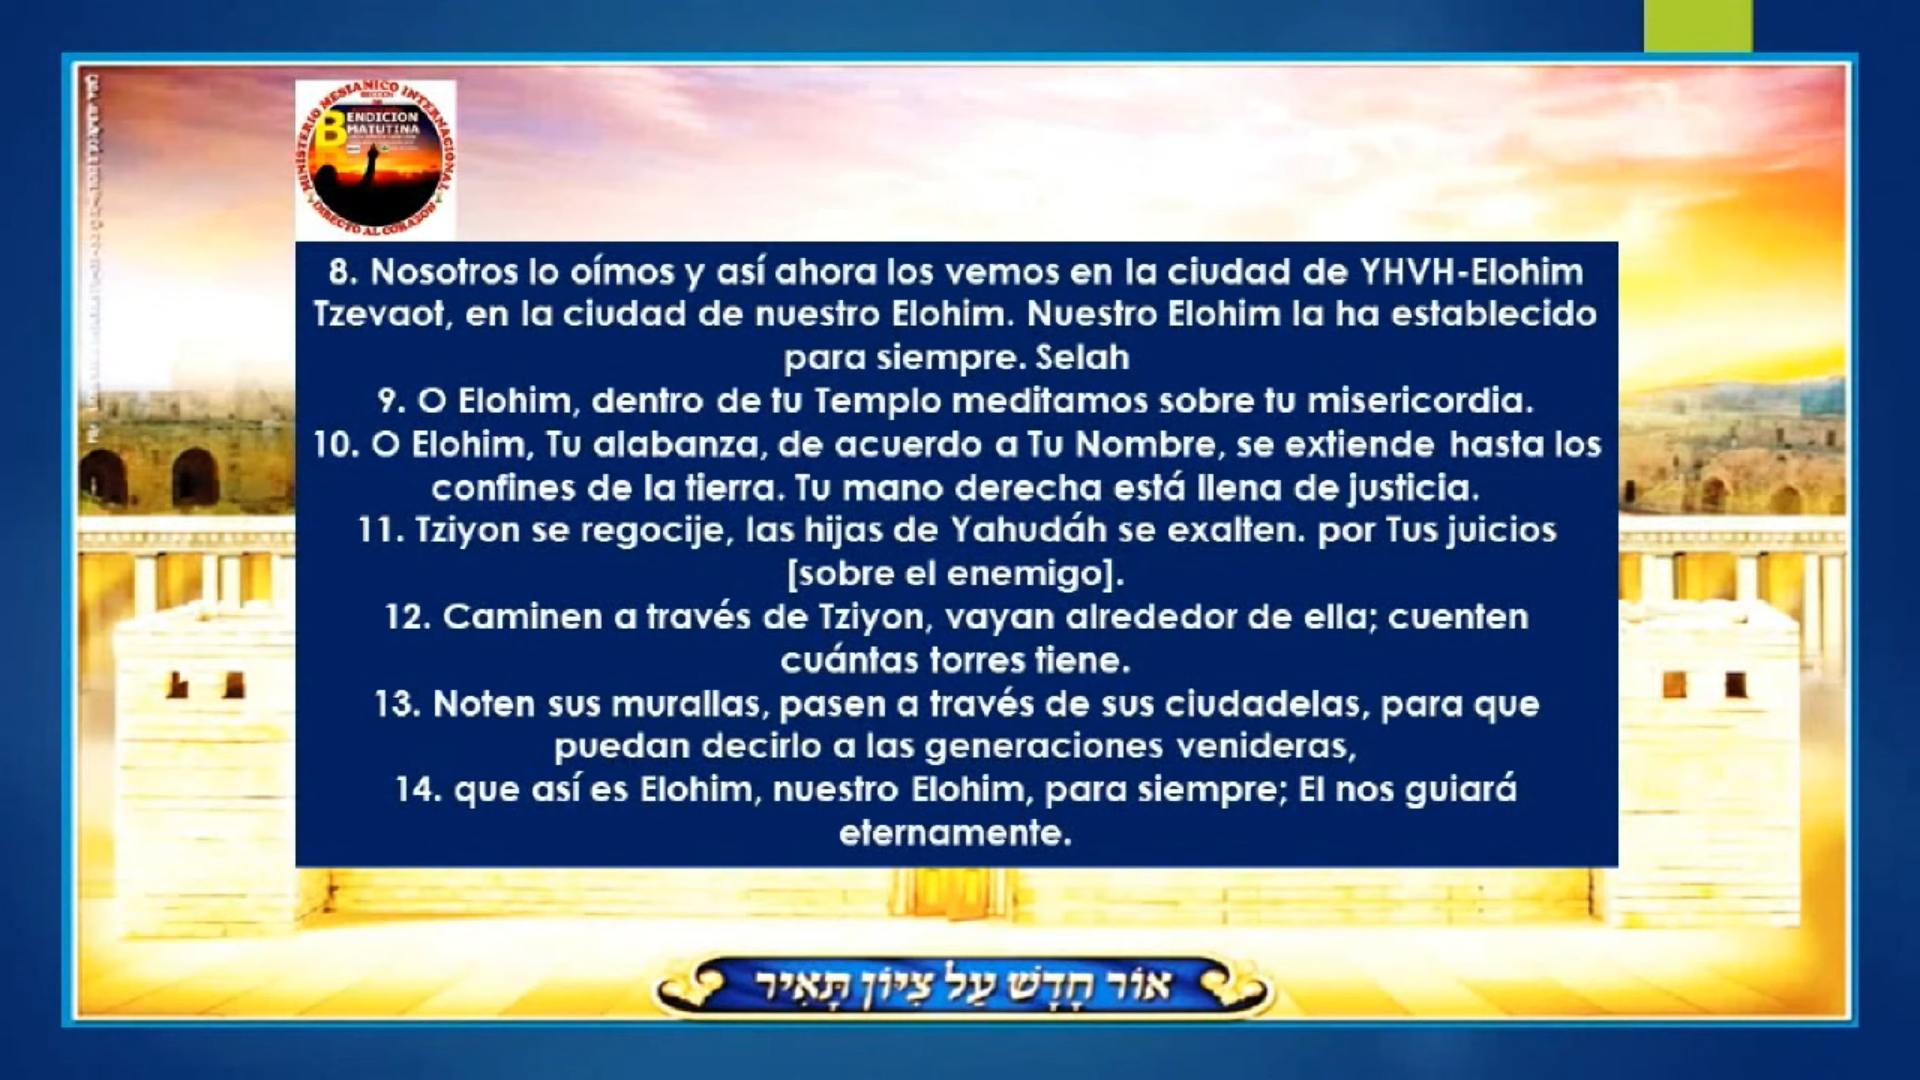 MINISTERIO MESIANICO INTERNACIONAL
BENDICION
MATUTINA
DIRECTO AL CORAZON
8. Nosotros lo oímos y así ahora los vemos en la ciudad de YHVH-Elohim
Tzevaot, en la ciudad de nuestro Elohim. Nuestro Elohim la ha establecido
para siempre. Selah
9. O Elohim, dentro de tu Templo meditamos sobre tu misericordia.
10. O Elohim, Tu alabanza, de acuerdo a Tu Nombre, se extiende hasta los
confines de la tierra. Tu mano derecha está llena de justicia.
11. Tziyon se regocije, las hijas de Yahudáh se exalten. por Tus juicios
[sobre el enemigo].
12. Caminen a través de Tziyon, vayan alrededor de ella; cuenten
cuántas torres tiene.
13. Noten sus murallas, pasen a través de sus ciudadelas, para que
puedan decirlo a las generaciones venideras,
14. que así es Elohim, nuestro Elohim, para siempre; El nos guiará
eternamente.
אוֹר חָדָשׁ עַל צִיּוֹן תָּאִיר